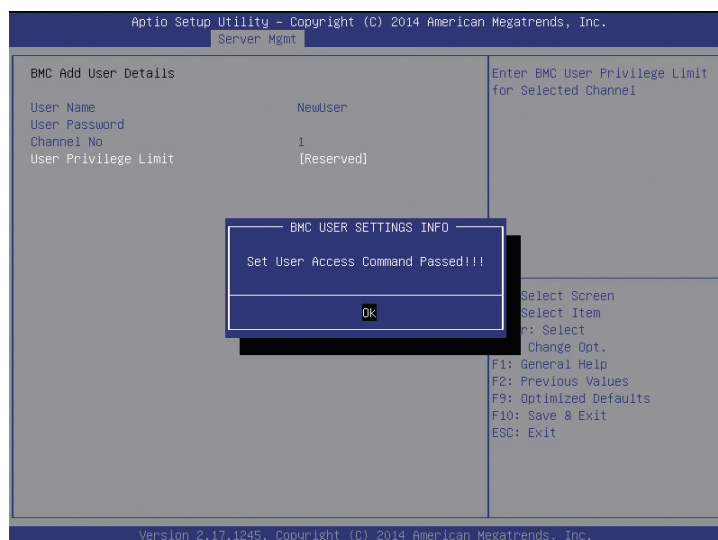 Aptio Setup Utility – Copyright (C) 2014 American Megatrends, Inc.
Server Mgmt
BMC Add User Details
User Name NewUser
User Password
Channel No 1
User Privilege Limit [Reserved]
Enter BMC User Privilege Limit
for Selected Channel
BMC USER SETTINGS INFO
Set User Access Command Passed!!!
Ok
Select Screen
Select Item
r: Select
Change Opt.
F1: General Help
F2: Previous Values
F9: Optimized Defaults
F10: Save & Exit
ESC: Exit
Version 2.17.1245. Copyright (C) 2014 American Megatrends, Inc.